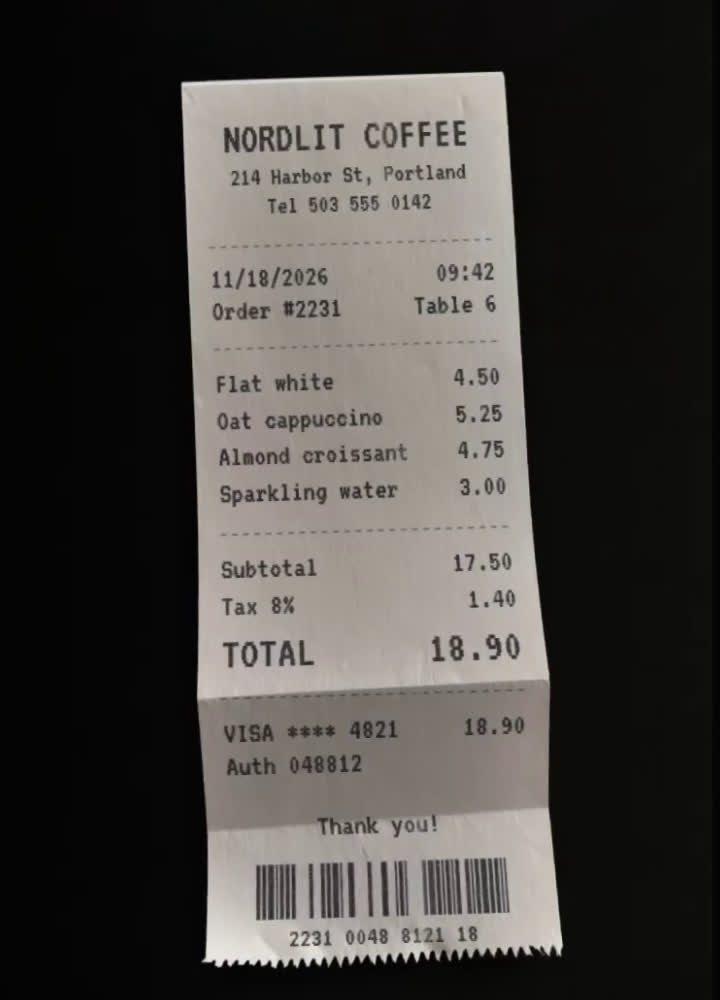 NORDLIT COFFEE
214 Harbor St, Portland
Tel 503 555 0142
11/18/2026 09:42
Order #2231 Table 6
Flat white 4.50
Oat cappuccino 5.25
Almond croissant 4.75
Sparkling water 3.00
Subtotal 17.50
Tax 8% 1.40
TOTAL 18.90
VISA **** 4821 18.90
Auth 048812
Thank you!
2231 0048 8121 18